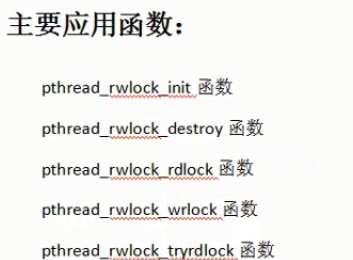 主要应用函数：
pthread_rwlock_init 函数
pthread_rwlock_destroy 函数
pthread_rwlock_rdlock 函数
pthread_rwlock_wrlock 函数
pthread_rwlock_tryrdlock 函数